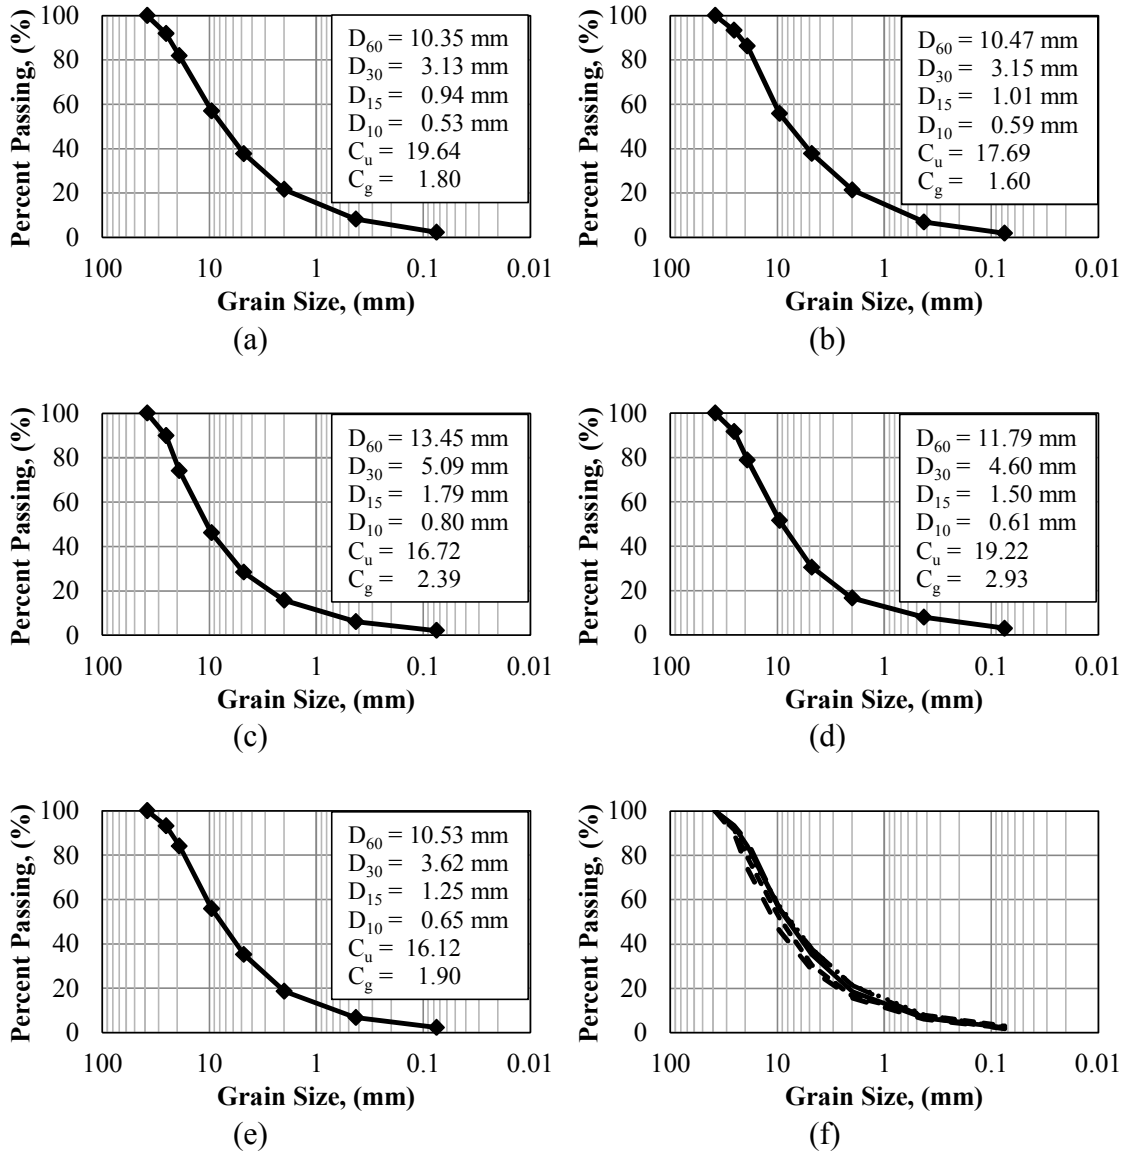 Percent Passing, (%)
100
80
60
40
20
0
D60 = 10.35 mm
D30 = 3.13 mm
D15 = 0.94 mm
D10 = 0.53 mm
Cu = 19.64
Cg = 1.80
100 10 1 0.1 0.01
Grain Size, (mm)
(a)
Percent Passing, (%)
100
80
60
40
20
0
D60 = 10.47 mm
D30 = 3.15 mm
D15 = 1.01 mm
D10 = 0.59 mm
Cu = 17.69
Cg = 1.60
100 10 1 0.1 0.01
Grain Size, (mm)
(b)
Percent Passing, (%)
100
80
60
40
20
0
D60 = 13.45 mm
D30 = 5.09 mm
D15 = 1.79 mm
D10 = 0.80 mm
Cu = 16.72
Cg = 2.39
100 10 1 0.1 0.01
Grain Size, (mm)
(c)
Percent Passing, (%)
100
80
60
40
20
0
D60 = 11.79 mm
D30 = 4.60 mm
D15 = 1.50 mm
D10 = 0.61 mm
Cu = 19.22
Cg = 2.93
100 10 1 0.1 0.01
Grain Size, (mm)
(d)
Percent Passing, (%)
100
80
60
40
20
0
D60 = 10.53 mm
D30 = 3.62 mm
D15 = 1.25 mm
D10 = 0.65 mm
Cu = 16.12
Cg = 1.90
100 10 1 0.1 0.01
Grain Size, (mm)
(e)
Percent Passing, (%)
100
80
60
40
20
0
100 10 1 0.1 0.01
Grain Size, (mm)
(f)